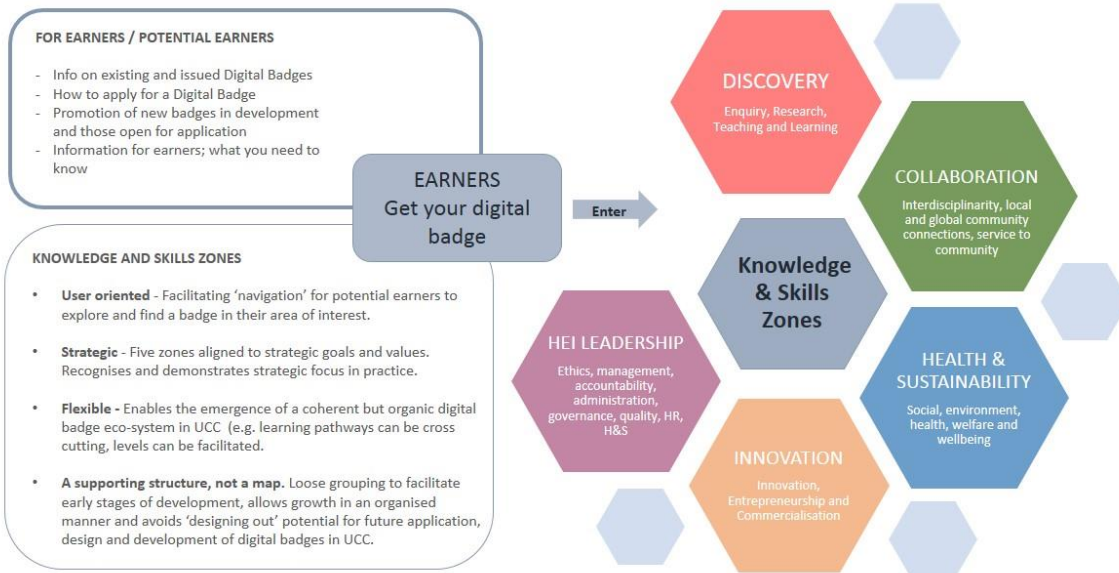 FOR EARNERS / POTENTIAL EARNERS
- Info on existing and issued Digital Badges
- How to apply for a Digital Badge
- Promotion of new badges in development
and those open for application
- Information for earners; what you need to
know
EARNERS
Get your digital
badge
Enter
KNOWLEDGE AND SKILLS ZONES
• User oriented - Facilitating ‘navigation’ for potential earners to
explore and find a badge in their area of interest.
• Strategic - Five zones aligned to strategic goals and values.
Recognises and demonstrates strategic focus in practice.
• Flexible - Enables the emergence of a coherent but organic digital
badge eco-system in UCC (e.g. learning pathways can be cross
cutting, levels can be facilitated.
• A supporting structure, not a map. Loose grouping to facilitate
early stages of development, allows growth in an organised
manner and avoids ‘designing out’ potential for future application,
design and development of digital badges in UCC.
DISCOVERY
Enquiry, Research,
Teaching and Learning
COLLABORATION
Interdisciplinarity, local
and global community
connections, service to
community
Knowledge
& Skills
Zones
HEI LEADERSHIP
Ethics, management,
accountability,
administration,
governance, quality, HR,
H&S
HEALTH &
SUSTAINABILITY
Social, environment,
health, welfare and
wellbeing
INNOVATION
Innovation,
Entrepreneurship and
Commercialisation